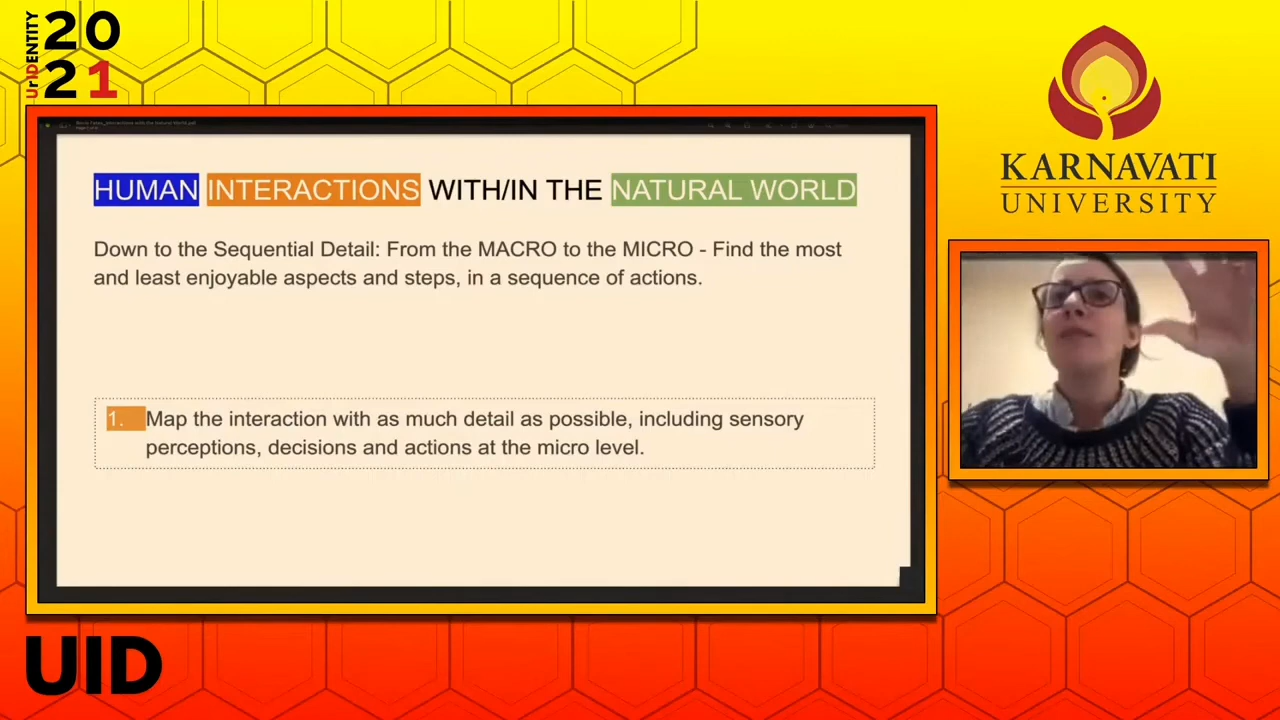 UrIDENTITY
20
21
KARNAVATI
UNIVERSITY
HUMAN INTERACTIONS WITH/IN THE NATURAL WORLD
Down to the Sequential Detail: From the MACRO to the MICRO - Find the most
and least enjoyable aspects and steps, in a sequence of actions.
1. Map the interaction with as much detail as possible, including sensory
perceptions, decisions and actions at the micro level.
UID